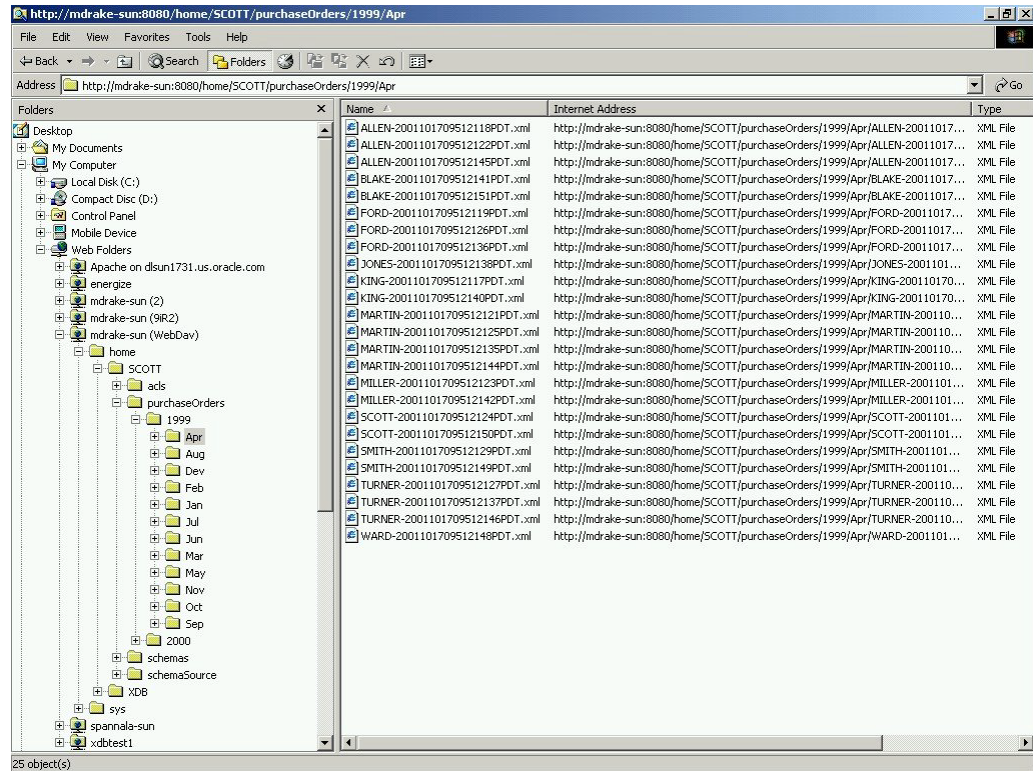 http://mdrake-sun:8080/home/SCOTT/purchaseOrders/1999/Apr
File Edit View Favorites Tools Help
Back Search Folders
Address http://mdrake-sun:8080/home/SCOTT/purchaseOrders/1999/Apr Go
Folders
Desktop
My Documents
My Computer
Local Disk (C:)
Compact Disc (D:)
Control Panel
Mobile Device
Web Folders
Apache on dlsun1731.us.oracle.com
energize
mdrake-sun (2)
mdrake-sun (9iR2)
mdrake-sun (WebDav)
home
SCOTT
acls
purchaseOrders
1999
Apr
Aug
Dev
Feb
Jan
Jul
Jun
Mar
May
Nov
Oct
Sep
2000
schemas
schemaSource
XDB
sys
spannala-sun
xdbtest1
Name Internet Address Type
ALLEN-2001101709512118PDT.xml http://mdrake-sun:8080/home/SCOTT/purchaseOrders/1999/Apr/ALLEN-20011017... XML File
ALLEN-2001101709512122PDT.xml http://mdrake-sun:8080/home/SCOTT/purchaseOrders/1999/Apr/ALLEN-20011017... XML File
ALLEN-2001101709512145PDT.xml http://mdrake-sun:8080/home/SCOTT/purchaseOrders/1999/Apr/ALLEN-20011017... XML File
BLAKE-2001101709512141PDT.xml http://mdrake-sun:8080/home/SCOTT/purchaseOrders/1999/Apr/BLAKE-20011017... XML File
BLAKE-2001101709512151PDT.xml http://mdrake-sun:8080/home/SCOTT/purchaseOrders/1999/Apr/BLAKE-20011017... XML File
FORD-2001101709512119PDT.xml http://mdrake-sun:8080/home/SCOTT/purchaseOrders/1999/Apr/FORD-20011017... XML File
FORD-2001101709512126PDT.xml http://mdrake-sun:8080/home/SCOTT/purchaseOrders/1999/Apr/FORD-20011017... XML File
FORD-2001101709512136PDT.xml http://mdrake-sun:8080/home/SCOTT/purchaseOrders/1999/Apr/FORD-20011017... XML File
JONES-2001101709512138PDT.xml http://mdrake-sun:8080/home/SCOTT/purchaseOrders/1999/Apr/JONES-2001101... XML File
KING-2001101709512117PDT.xml http://mdrake-sun:8080/home/SCOTT/purchaseOrders/1999/Apr/KING-200110170... XML File
KING-2001101709512140PDT.xml http://mdrake-sun:8080/home/SCOTT/purchaseOrders/1999/Apr/KING-200110170... XML File
MARTIN-2001101709512121PDT.xml http://mdrake-sun:8080/home/SCOTT/purchaseOrders/1999/Apr/MARTIN-200110... XML File
MARTIN-2001101709512125PDT.xml http://mdrake-sun:8080/home/SCOTT/purchaseOrders/1999/Apr/MARTIN-200110... XML File
MARTIN-2001101709512135PDT.xml http://mdrake-sun:8080/home/SCOTT/purchaseOrders/1999/Apr/MARTIN-200110... XML File
MARTIN-2001101709512144PDT.xml http://mdrake-sun:8080/home/SCOTT/purchaseOrders/1999/Apr/MARTIN-200110... XML File
MILLER-2001101709512123PDT.xml http://mdrake-sun:8080/home/SCOTT/purchaseOrders/1999/Apr/MILLER-2001101... XML File
MILLER-2001101709512142PDT.xml http://mdrake-sun:8080/home/SCOTT/purchaseOrders/1999/Apr/MILLER-2001101... XML File
SCOTT-2001101709512124PDT.xml http://mdrake-sun:8080/home/SCOTT/purchaseOrders/1999/Apr/SCOTT-2001101... XML File
SCOTT-2001101709512150PDT.xml http://mdrake-sun:8080/home/SCOTT/purchaseOrders/1999/Apr/SCOTT-2001101... XML File
SMITH-2001101709512129PDT.xml http://mdrake-sun:8080/home/SCOTT/purchaseOrders/1999/Apr/SMITH-2001101... XML File
SMITH-2001101709512149PDT.xml http://mdrake-sun:8080/home/SCOTT/purchaseOrders/1999/Apr/SMITH-2001101... XML File
TURNER-2001101709512127PDT.xml http://mdrake-sun:8080/home/SCOTT/purchaseOrders/1999/Apr/TURNER-200110... XML File
TURNER-2001101709512137PDT.xml http://mdrake-sun:8080/home/SCOTT/purchaseOrders/1999/Apr/TURNER-200110... XML File
TURNER-2001101709512146PDT.xml http://mdrake-sun:8080/home/SCOTT/purchaseOrders/1999/Apr/TURNER-200110... XML File
WARD-2001101709512148PDT.xml http://mdrake-sun:8080/home/SCOTT/purchaseOrders/1999/Apr/WARD-2001101... XML File
25 object(s)